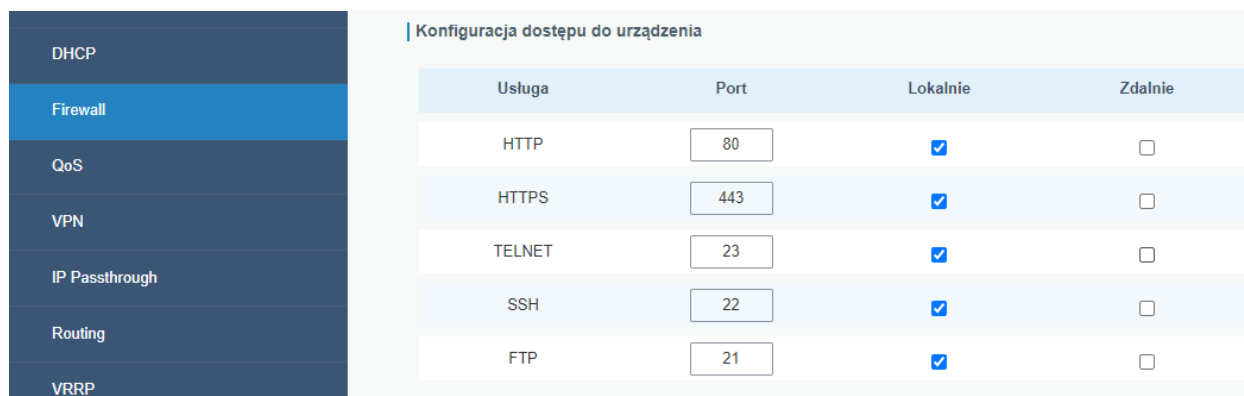 DHCP
Firewall
QoS
VPN
IP Passthrough
Routing
VRRP
Konfiguracja dostępu do urządzenia
Usługa Port Lokalnie Zdalnie
HTTP 80
HTTPS 443
TELNET 23
SSH 22
FTP 21